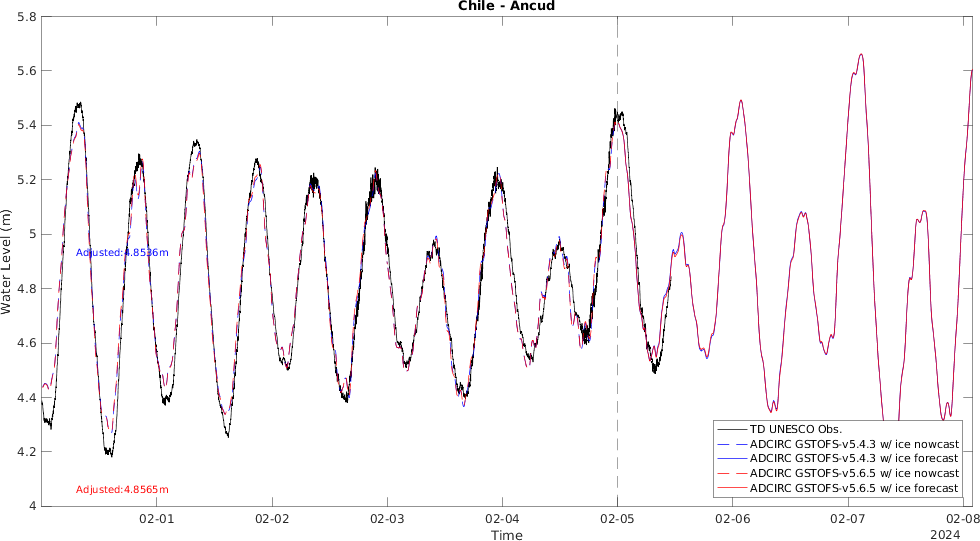 Chile - Ancud
5.8
5.6
5.4
5.2
5
4.8
4.6
4.4
4.2
4
Water Level (m)
Adjusted:4.8536m
Adjusted:4.8565m
TD UNESCO Obs.
ADCIRC GSTOFS-v5.4.3 w/ ice nowcast
ADCIRC GSTOFS-v5.4.3 w/ ice forecast
ADCIRC GSTOFS-v5.6.5 w/ ice nowcast
ADCIRC GSTOFS-v5.6.5 w/ ice forecast
02-01 02-02 02-03 02-04 02-05 02-06 02-07 02-08
Time
2024